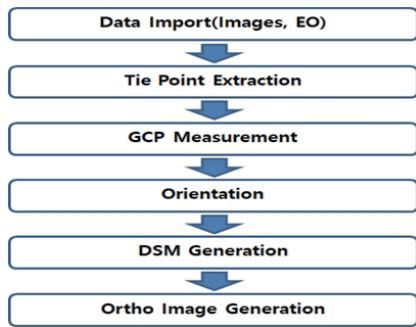 Data Import(Images, EO)
Tie Point Extraction
GCP Measurement
Orientation
DSM Generation
Ortho Image Generation